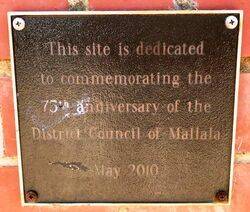 This site is dedicated
to commemorating the
75th anniversary of the
District Council of Mallala
May 2010